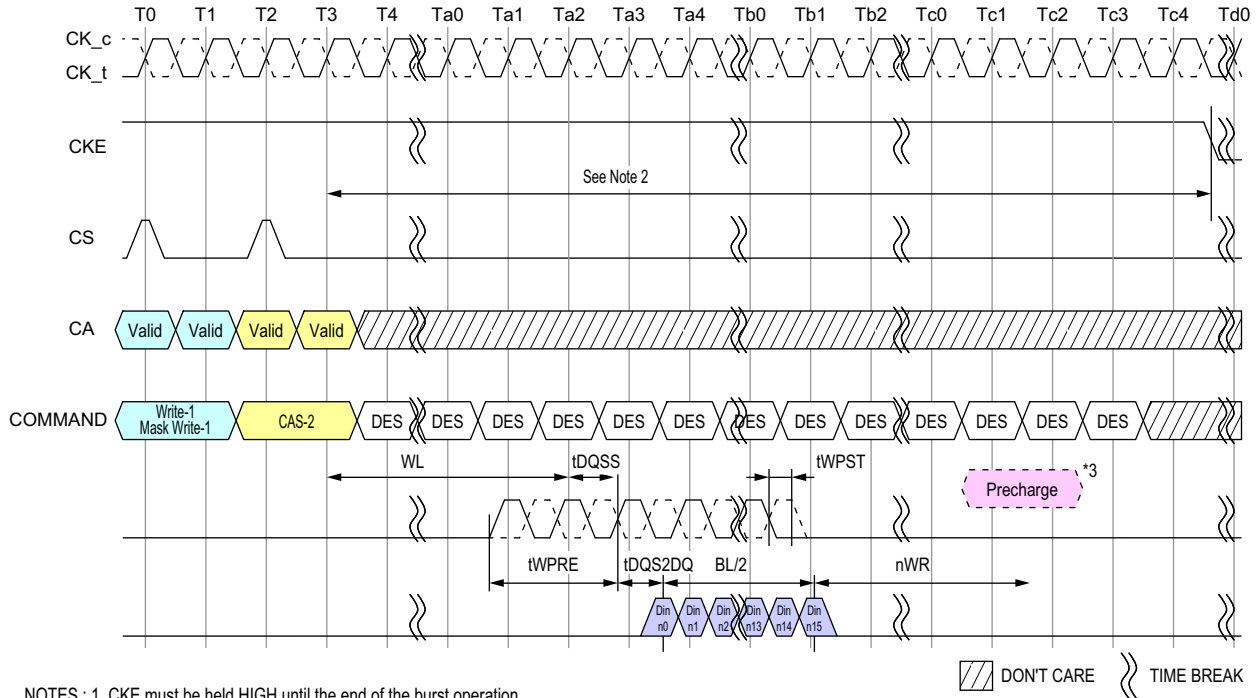 T0 T1 T2 T3 T4 Ta0 Ta1 Ta2 Ta3 Ta4 Tb0 Tb1 Tb2 Tc0 Tc1 Tc2 Tc3 Tc4 Td0
CK_c
CK_t
CKE
See Note 2
CS
CA Valid Valid Valid Valid
COMMAND Write-1 Mask Write-1 CAS-2 DES DES DES DES DES DES DES DES DES DES DES DES DES
WL tDQSS tWPST
Precharge *3
tWPRE tDQS2DQ BL/2 nWR
Din n0 Din n1 Din n2 Din n13 Din n14 Din n15
DON'T CARE TIME BREAK
NOTES : 1. CKE must be held HIGH until the end of the burst operation